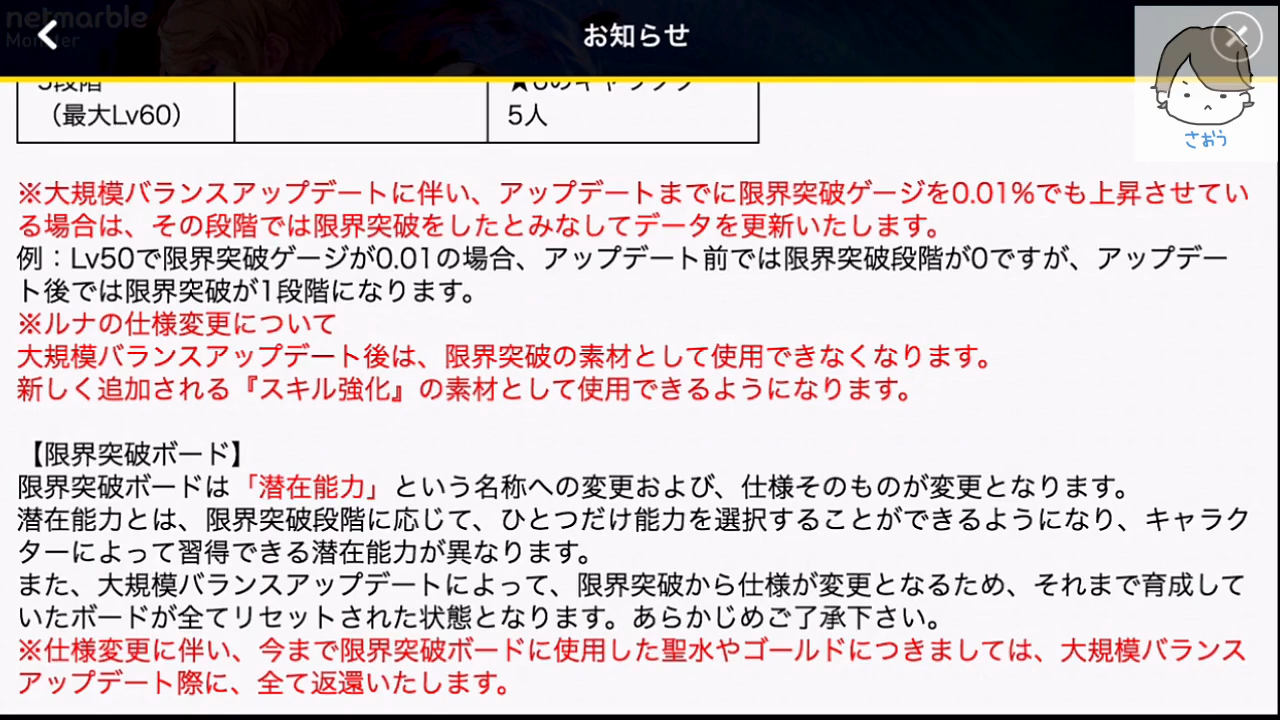 netmarble
お知らせ
さおう
（最大Lv60）
5人
※大規模バランスアップデートに伴い、アップデートまでに限界突破ゲージを0.01%でも上昇させてい
る場合は、その段階では限界突破をしたとみなしてデータを更新いたします。
例：Lv50で限界突破ゲージが0.01の場合、アップデート前では限界突破段階が0ですが、アップデー
ト後では限界突破が1段階になります。
※ルナの仕様変更について
大規模バランスアップデート後は、限界突破の素材として使用できなくなります。
新しく追加される『スキル強化』の素材として使用できるようになります。
【限界突破ボード】
限界突破ボードは「潜在能力」という名称への変更および、仕様そのものが変更となります。
潜在能力とは、限界突破段階に応じて、ひとつだけ能力を選択することができるようになり、キャラク
ターによって習得できる潜在能力が異なります。
また、大規模バランスアップデートによって、限界突破から仕様が変更となるため、それまで育成して
いたボードが全てリセットされた状態となります。あらかじめご了承下さい。
※仕様変更に伴い、今まで限界突破ボードに使用した聖水やゴールドにつきましては、大規模バランス
アップデート際に、全て返還いたします。